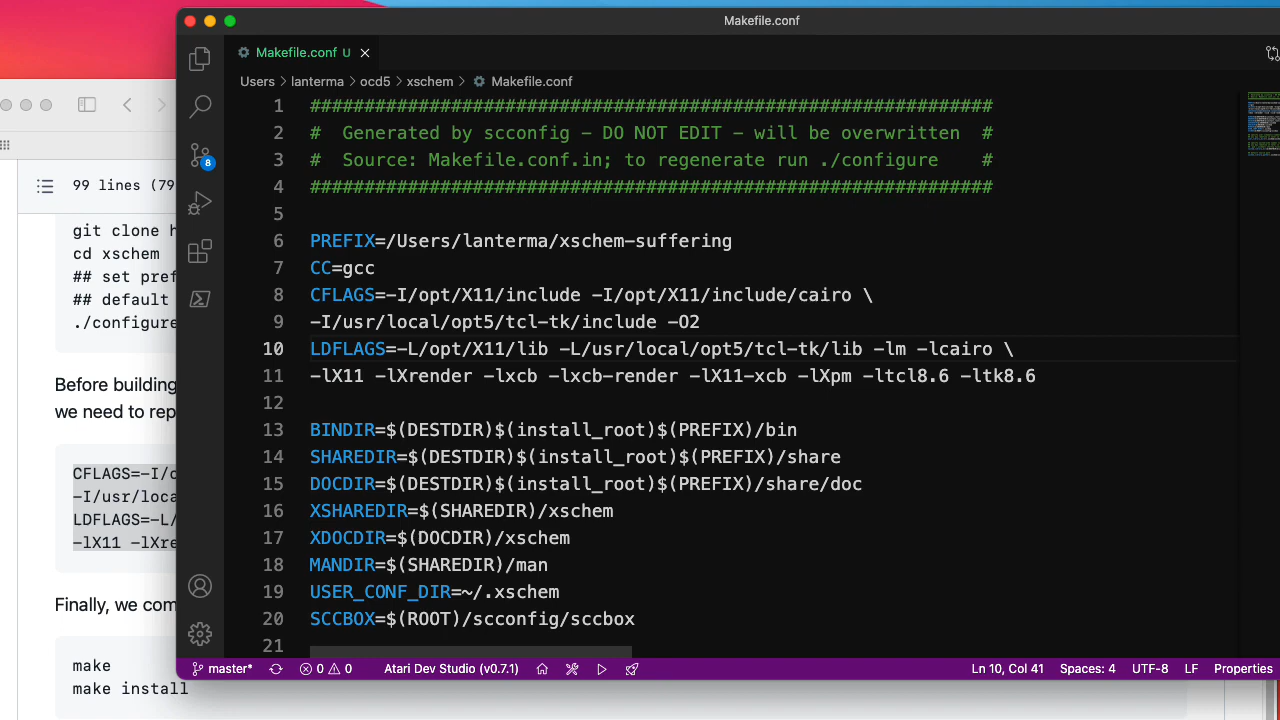 Makefile.conf
Makefile.conf U
Users > lanterma > ocd5 > xschem > Makefile.conf
1 ###############################################################
2 #  Generated by scconfig - DO NOT EDIT - will be overwritten  #
3 #  Source: Makefile.conf.in; to regenerate run ./configure    #
4 ###############################################################
5
6 PREFIX=/Users/lanterma/xschem-suffering
7 CC=gcc
8 CFLAGS=-I/opt/X11/include -I/opt/X11/include/cairo \
9 -I/usr/local/opt5/tcl-tk/include -O2
10 LDFLAGS=-L/opt/X11/lib -L/usr/local/opt5/tcl-tk/lib -lm -lcairo \
11 -lX11 -lXrender -lxcb -lxcb-render -lX11-xcb -lXpm -ltcl8.6 -ltk8.6
12
13 BINDIR=$(DESTDIR)$(install_root)$(PREFIX)/bin
14 SHAREDIR=$(DESTDIR)$(install_root)$(PREFIX)/share
15 DOCDIR=$(DESTDIR)$(install_root)$(PREFIX)/share/doc
16 XSHAREDIR=$(SHAREDIR)/xschem
17 XDOCDIR=$(DOCDIR)/xschem
18 MANDIR=$(SHAREDIR)/man
19 USER_CONF_DIR=~/.xschem
20 SCCBOX=$(ROOT)/scconfig/sccbox
21
8
master* 0 0 Atari Dev Studio (v0.7.1) Ln 10, Col 41 Spaces: 4 UTF-8 LF Properties
99 lines (79
git clone h
cd xschem
## set pref
## default
./configure
Before building
we need to rep
CFLAGS=-I/o
-I/usr/loca
LDFLAGS=-L/
-lX11 -lXre
Finally, we com
make
make install